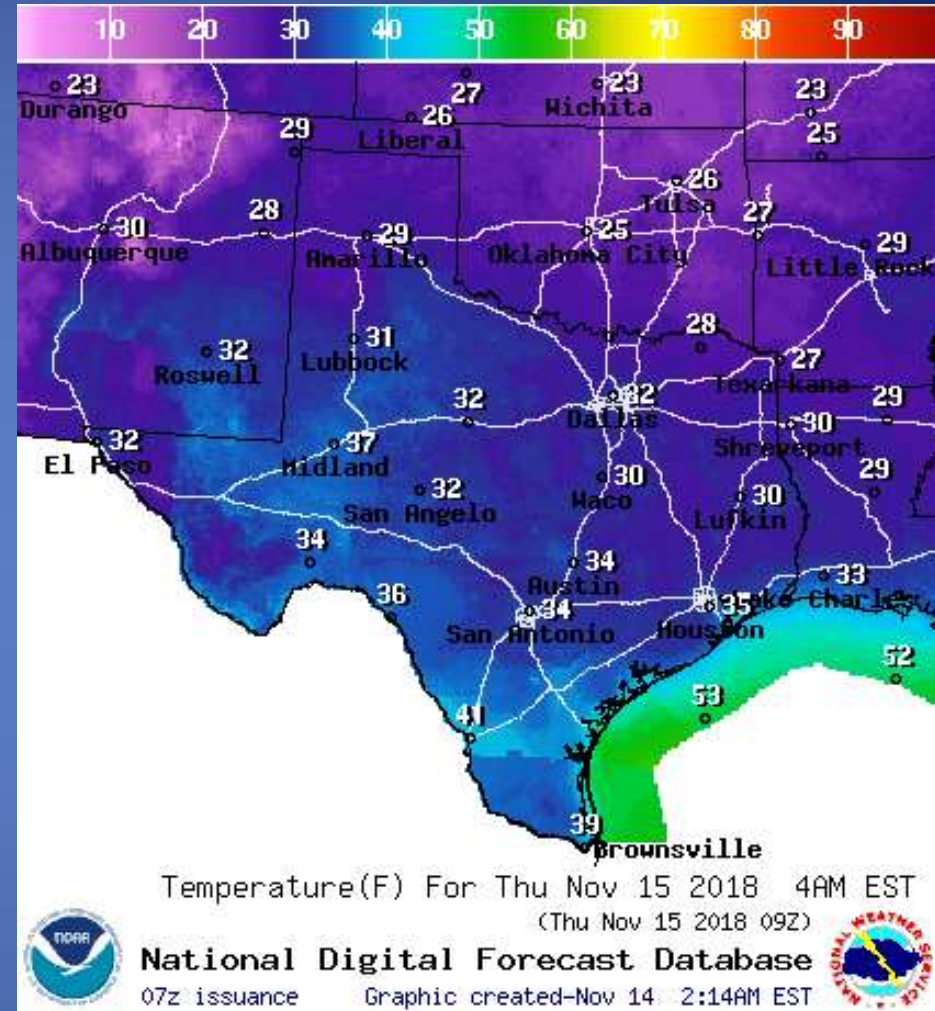 10 20 30 40 50 60 70 80 90
23
Durango
27
23
Wichita
23
26
Liberal
29
25
26
Tulsa
30
Albuquerque
28
29
Amarillo
25
Oklahoma City
27
29
Little Rock
32
Roswell
31
Lubbock
28
27
Texarkana
32
Dallas
32
29
30
Shreveport
32
El Paso
37
Midland
32
San Angelo
30
Waco
30
Lufkin
29
34
34
Austin
33
Lake Charles
36
34
San Antonio
35
Houston
52
53
41
39
Brownsville
Temperature(F) For Thu Nov 15 2018 4AM EST
(Thu Nov 15 2018 09Z)
NOAA
National Digital Forecast Database
07z issuance Graphic created-Nov 14 2:14AM EST
NATIONAL WEATHER SERVICE